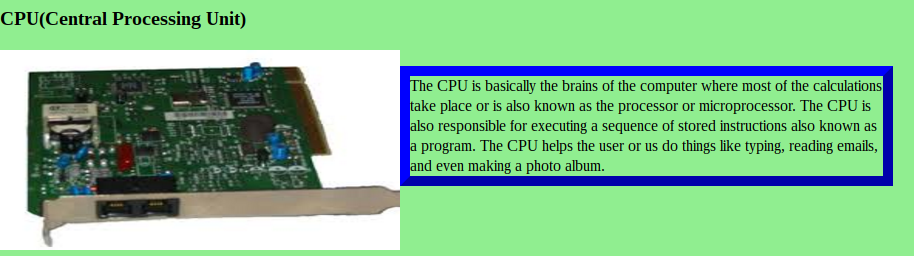 CPU(Central Processing Unit)
The CPU is basically the brains of the computer where most of the calculations
take place or is also known as the processor or microprocessor. The CPU is
also responsible for executing a sequence of stored instructions also known as
a program. The CPU helps the user or us do things like typing, reading emails,
and even making a photo album.